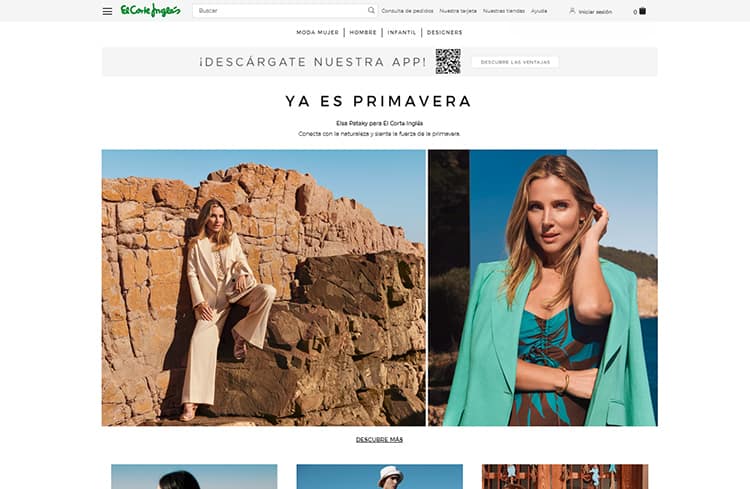 El Corte Inglés
Buscar
Consulta de pedidos Nuestra tarjeta Nuestras tiendas Ayuda
Iniciar sesión
0
MODA MUJER | HOMBRE | INFANTIL | DESIGNERS
¡DESCÁRGATE NUESTRA APP!
DESCUBRE LAS VENTAJAS
YA ES PRIMAVERA
Elsa Pataky para El Corte Inglés
Conecta con la naturaleza y siente la fuerza de la primavera.
DESCUBRE MÁS